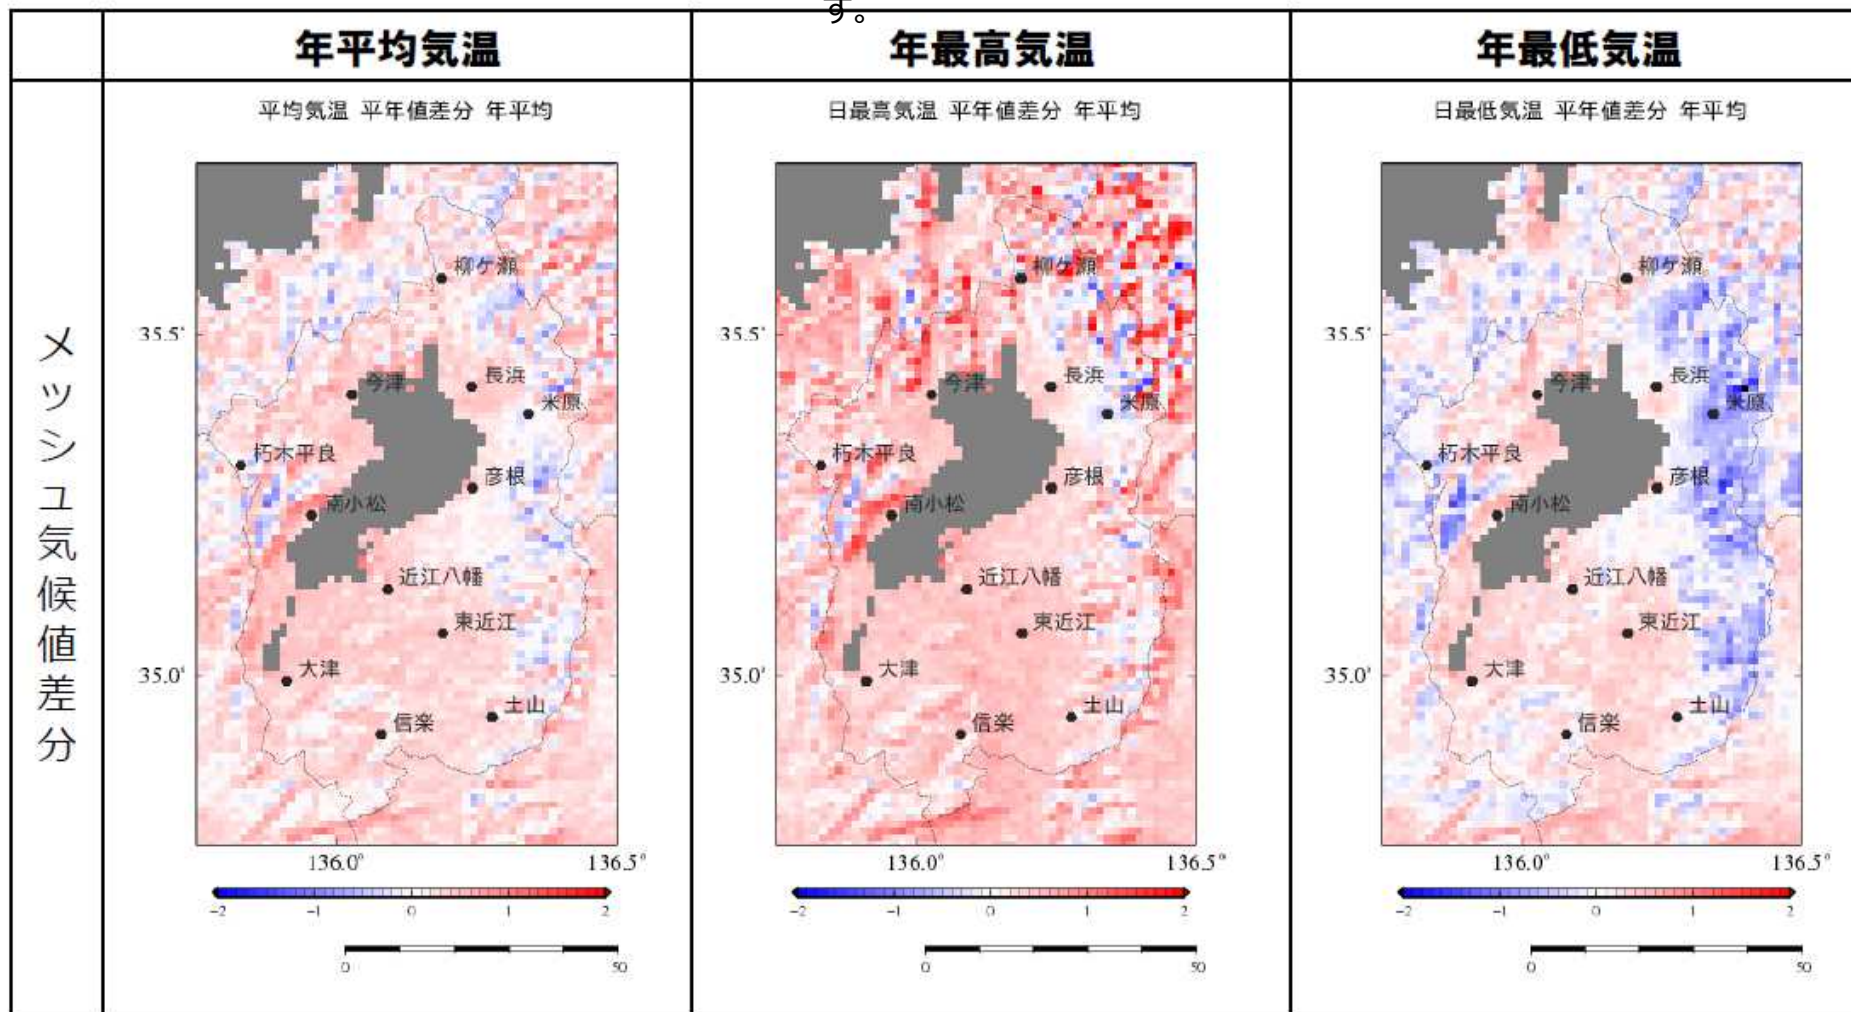 す。
年平均気温
年最高気温
年最低気温
メッシュ気候値差分
平均気温 平年値差分 年平均
35.5°
35.0°
136.0°
136.5°
柳ケ瀬
今津
長浜
米原
朽木平良
彦根
南小松
近江八幡
東近江
大津
土山
信楽
-2 -1 0 1 2
0 50
日最高気温 平年値差分 年平均
35.5°
35.0°
136.0°
136.5°
柳ケ瀬
今津
長浜
米原
朽木平良
彦根
南小松
近江八幡
東近江
大津
土山
信楽
-2 -1 0 1 2
0 50
日最低気温 平年値差分 年平均
35.5°
35.0°
136.0°
136.5°
柳ケ瀬
今津
長浜
米原
朽木平良
彦根
南小松
近江八幡
東近江
大津
土山
信楽
-2 -1 0 1 2
0 50